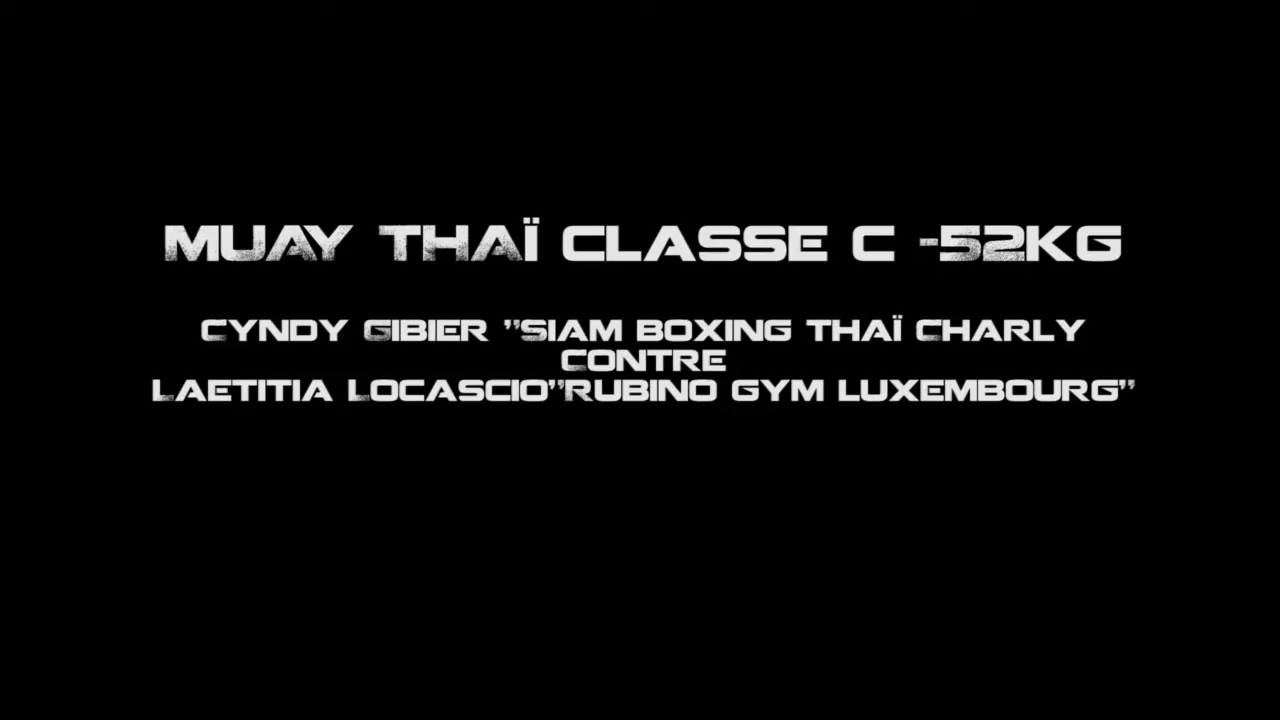 MUAY THAÏ CLASSE C -52KG
CYNDY GIBIER "SIAM BOXING THAÏ CHARLY
CONTRE
LAETITIA LOCASCIO"RUBINO GYM LUXEMBOURG"